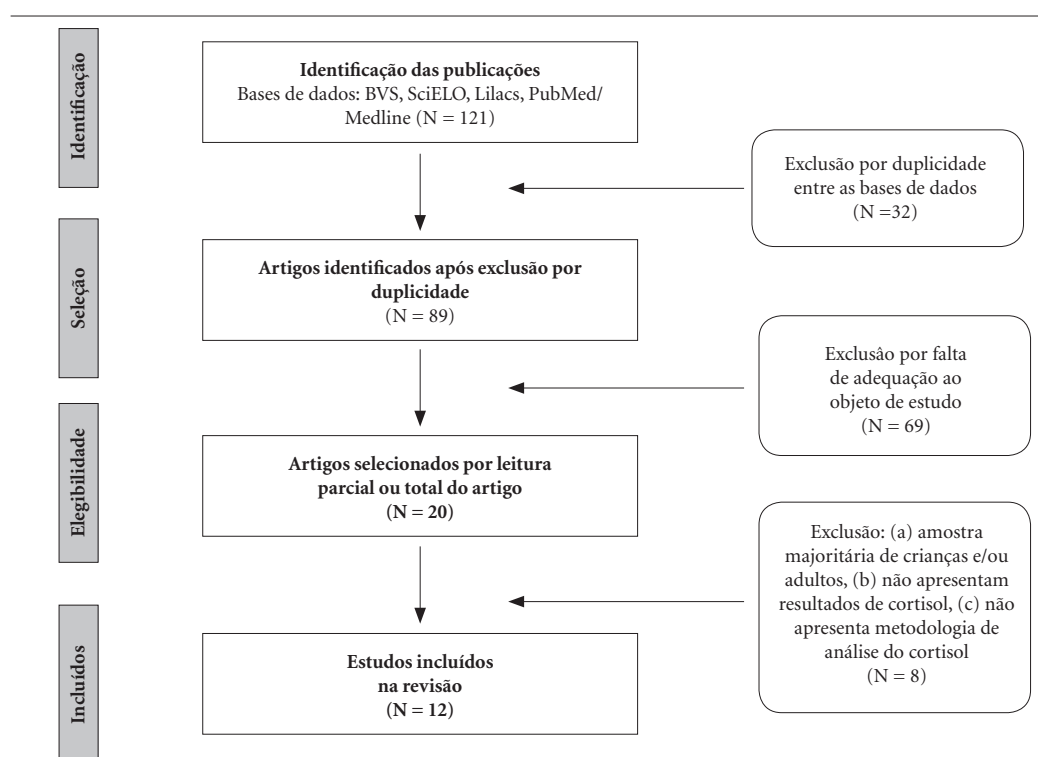 Identificação
Identificação das publicações
Bases de dados: BVS, SciELO, Lilacs, PubMed/
Medline (N = 121)
Exclusão por duplicidade
entre as bases de dados
(N =32)
Seleção
Artigos identificados após exclusão por
duplicidade
(N = 89)
Exclusâo por falta
de adequação ao
objeto de estudo
(N = 69)
Elegibilidade
Artigos selecionados por leitura
parcial ou total do artigo
(N = 20)
Exclusão: (a) amostra
majoritária de crianças e/ou
adultos, (b) não apresentam
resultados de cortisol, (c) não
apresenta metodologia de
análise do cortisol
(N = 8)
Incluídos
Estudos incluídos
na revisão
(N = 12)